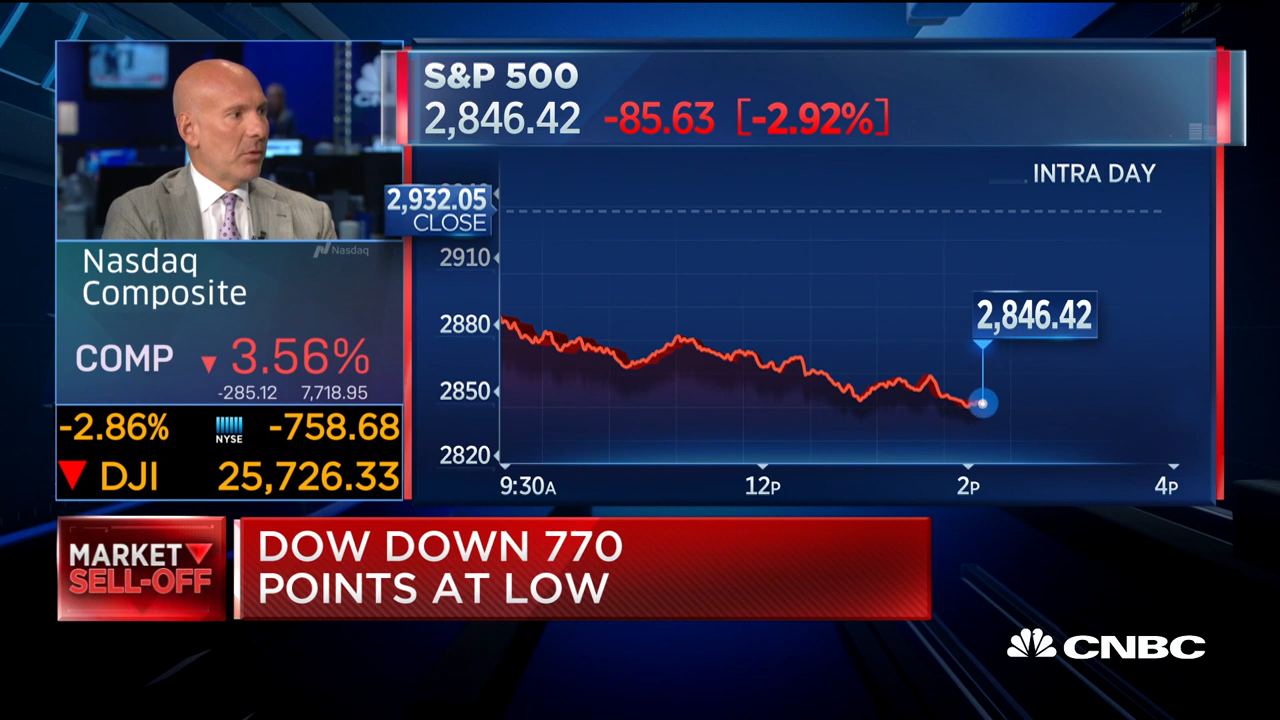 S&P 500
2,846.42 -85.63 [-2.92%]
INTRA DAY
2,932.05
CLOSE
2910
2880
2850
2820
2,846.42
9:30A 12P 2P 4P
Nasdaq
Nasdaq
Composite
COMP ▼ 3.56%
-285.12 7,718.95
-2.86% NYSE -758.68
▼ DJI 25,726.33
MARKET
SELL-OFF
DOW DOWN 770
POINTS AT LOW
CNBC